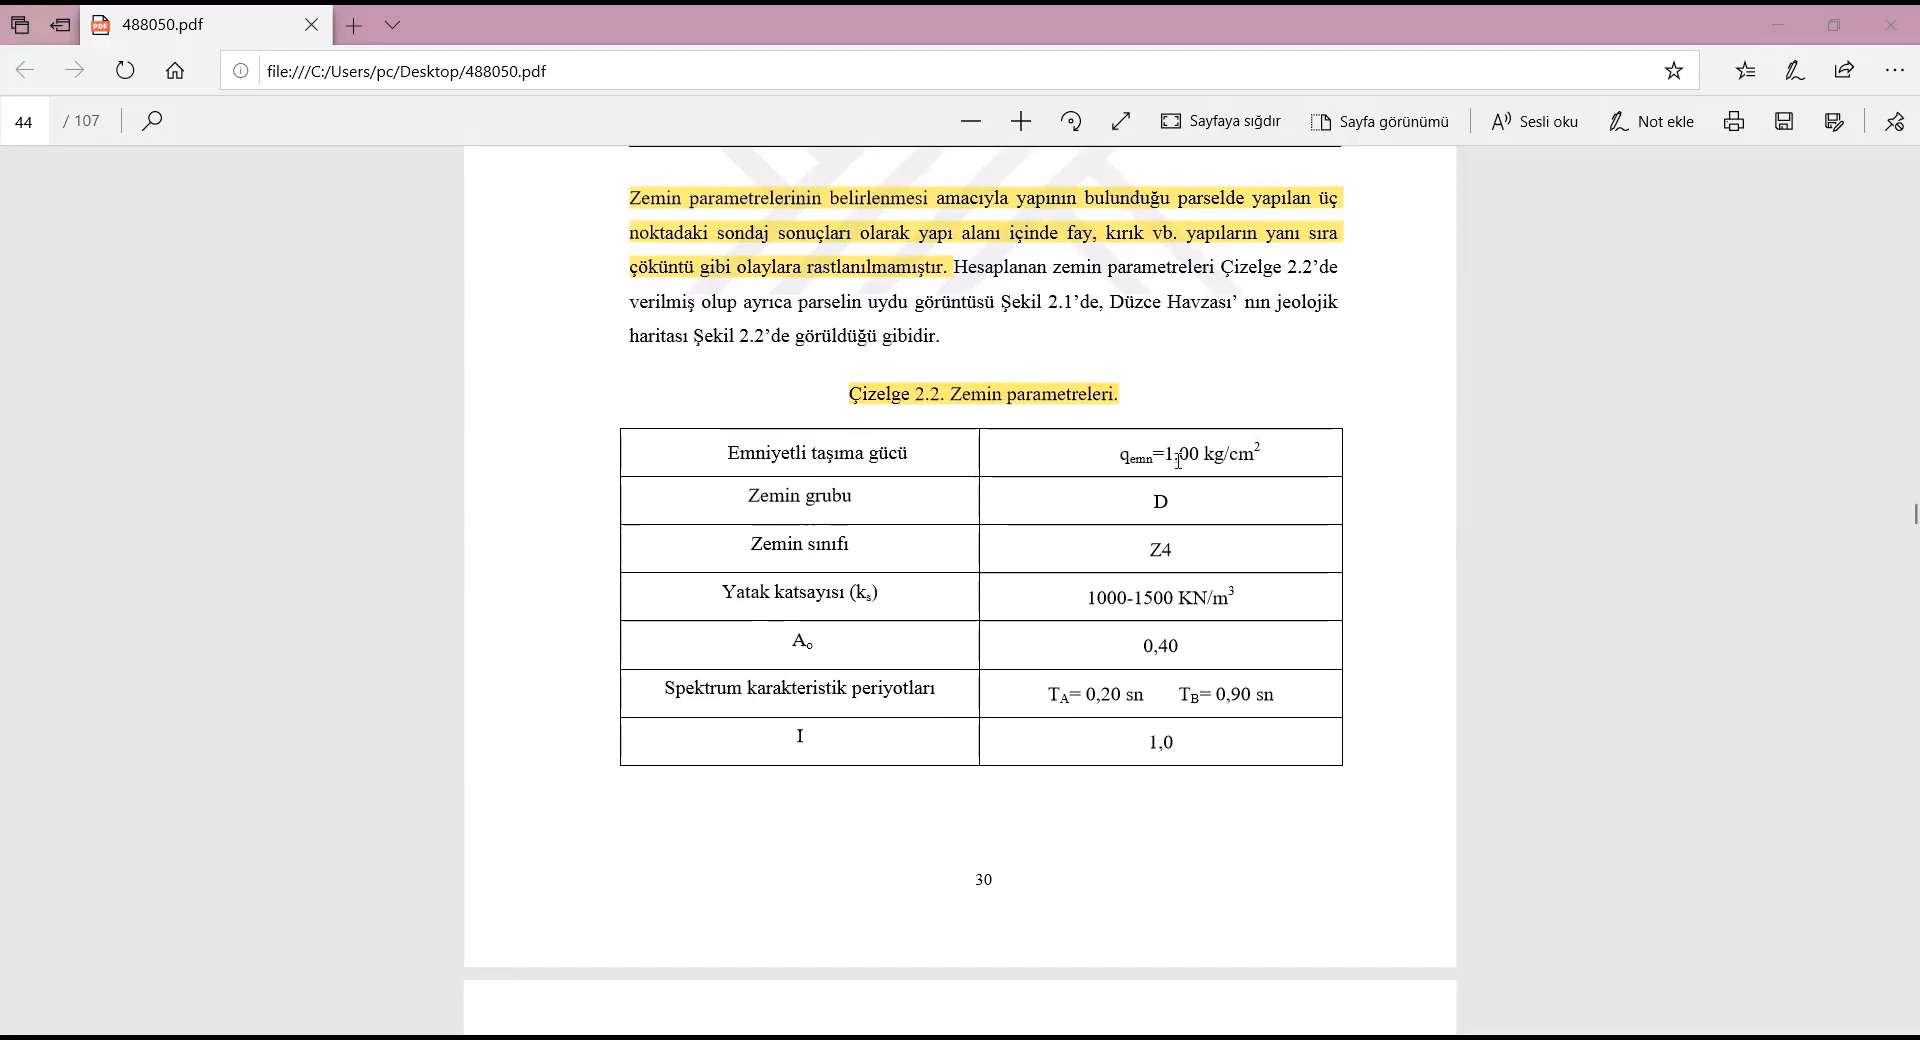 488050.pdf
file:///C:/Users/pc/Desktop/488050.pdf
44 / 107
Sayfaya sığdır
Sayfa görünümü
Sesli oku
Not ekle
Zemin parametrelerinin belirlenmesi amacıyla yapının bulunduğu parselde yapılan üç
noktadaki sondaj sonuçları olarak yapı alanı içinde fay, kırık vb. yapıların yanı sıra
çöküntü gibi olaylara rastlanılmamıştır. Hesaplanan zemin parametreleri Çizelge 2.2’de
verilmiş olup ayrıca parselin uydu görüntüsü Şekil 2.1’de, Düzce Havzası’ nın jeolojik
haritası Şekil 2.2’de görüldüğü gibidir.
Çizelge 2.2. Zemin parametreleri.
Emniyetli taşıma gücü qemn=1,00 kg/cm²
Zemin grubu D
Zemin sınıfı Z4
Yatak katsayısı (ks) 1000-1500 KN/m³
Ao 0,40
Spektrum karakteristik periyotları TA= 0,20 sn TB= 0,90 sn
I 1,0
30